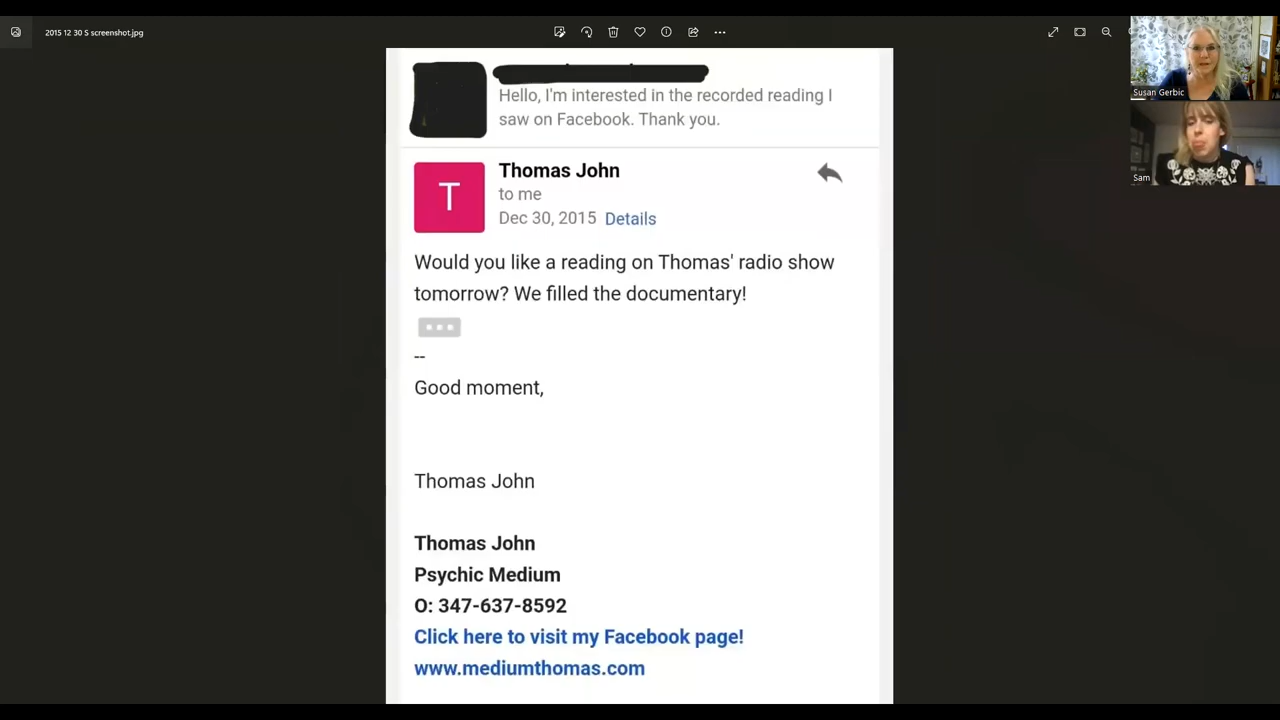 2015 12 30 S screenshot.jpg
Susan Gerbic
Sam
Hello, I'm interested in the recorded reading I
saw on Facebook. Thank you.
T
Thomas John
to me
Dec 30, 2015 Details
Would you like a reading on Thomas' radio show
tomorrow? We filled the documentary!
--
Good moment,
Thomas John
Thomas John
Psychic Medium
O: 347-637-8592
Click here to visit my Facebook page!
www.mediumthomas.com